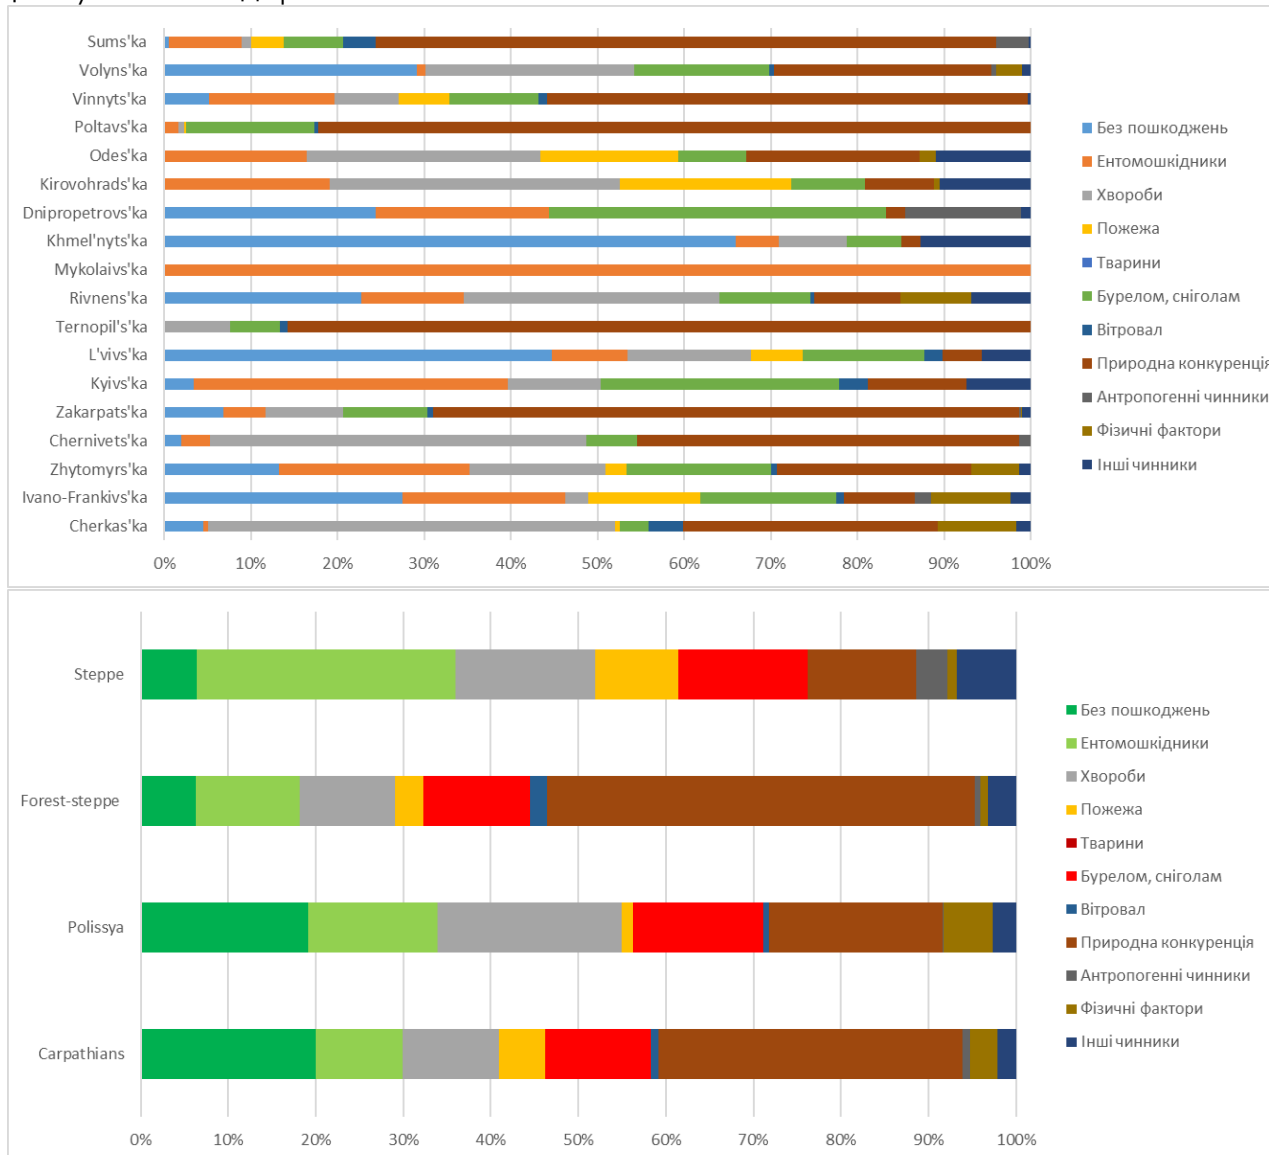 Sums'ka
Volyns'ka
Vinnyts'ka
Poltavs'ka
Odes'ka
Kirovohrads'ka
Dnipropetrovs'ka
Khmel'nyts'ka
Mykolaivs'ka
Rivnens'ka
Ternopil's'ka
L'vivs'ka
Kyivs'ka
Zakarpats'ka
Chernivets'ka
Zhytomyrs'ka
Ivano-Frankivs'ka
Cherkas'ka
0% 10% 20% 30% 40% 50% 60% 70% 80% 90% 100%
Без пошкоджень
Ентомошкідники
Хвороби
Пожежа
Тварини
Бурелом, сніголам
Вітровал
Природна конкуренція
Антропогенні чинники
Фізичні фактори
Інші чинники
Steppe
Forest-steppe
Polissya
Carpathians
0% 10% 20% 30% 40% 50% 60% 70% 80% 90% 100%
Без пошкоджень
Ентомошкідники
Хвороби
Пожежа
Тварини
Бурелом, сніголам
Вітровал
Природна конкуренція
Антропогенні чинники
Фізичні фактори
Інші чинники